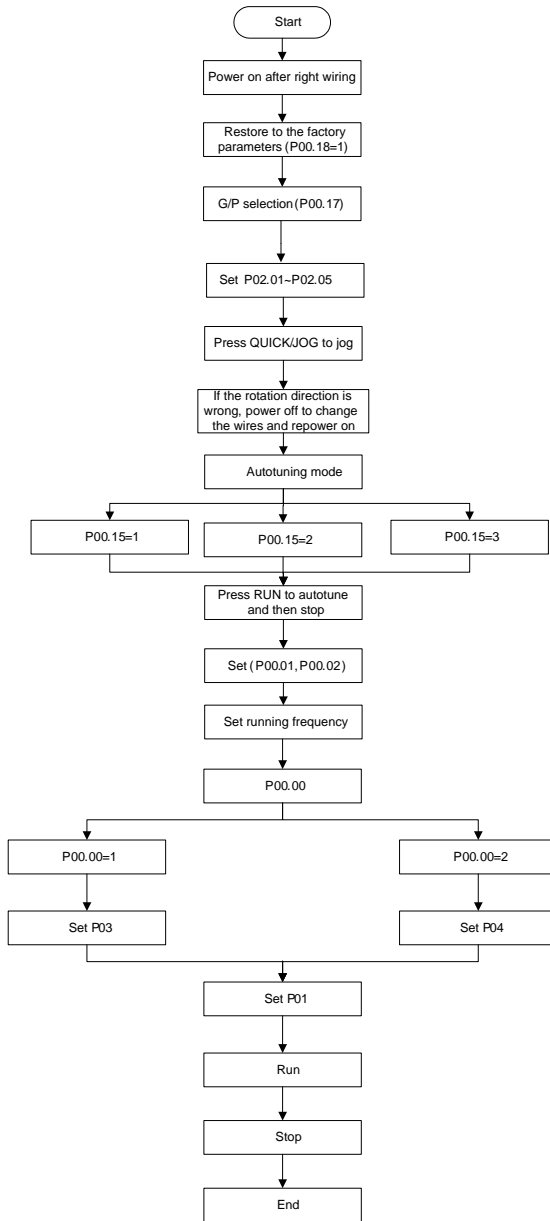 Start
Power on after right wiring
Restore to the factory
parameters (P00.18=1)
G/P selection (P00.17)
Set P02.01~P02.05
Press QUICK/JOG to jog
If the rotation direction is
wrong, power off to change
the wires and repower on
Autotuning mode
P00.15=1
P00.15=2
P00.15=3
Press RUN to autotune
and then stop
Set (P00.01, P00.02)
Set running frequency
P00.00
P00.00=1
P00.00=2
Set P03
Set P04
Set P01
Run
Stop
End